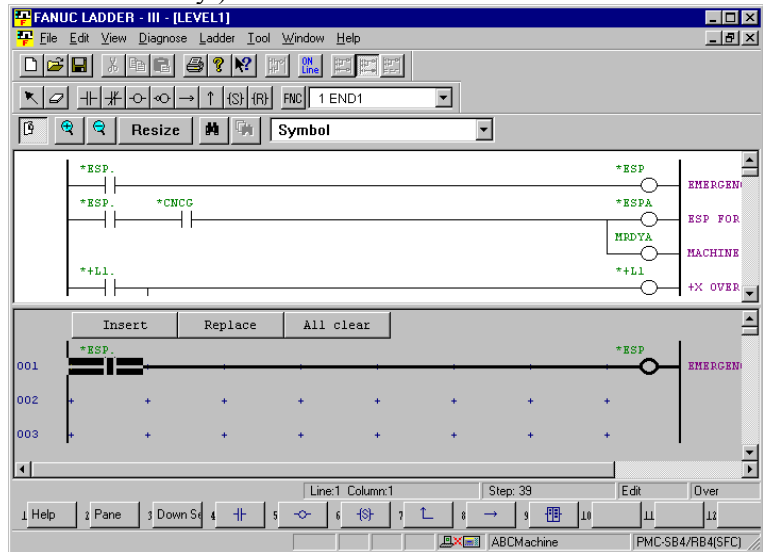 FANUC LADDER - III - [LEVEL1]
File Edit View Diagnose Ladder Tool Window Help
ON Line
{S} {R} FNC 1 END1
Resize Symbol
*ESP. *ESP
EMERGEN
*ESP. *CNCG *ESPA
ESP FOR
MRDYA
MACHINE
*+L1. *+L1
+X OVER
Insert Replace All clear
*ESP. *ESP
001 EMERGEN
002
003
Line:1 Column:1 Step: 39 Edit Over
1 Help 2 Pane 3 Down Se 4 5 6 {S} 7 8 9 10 11 12
ABCMachine PMC-SB4/RB4(SFC)